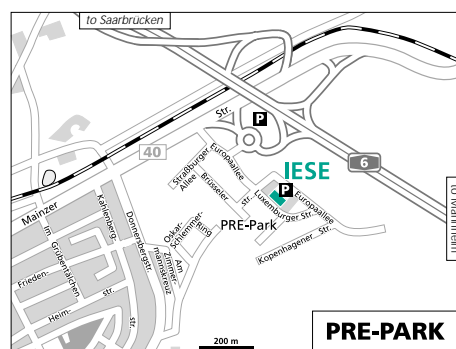 to Saarbrücken
Str.
P
40
6
IESE
P
Straßburger
Allee
Europaallee
Brüsseler-
str.
Luxemburger Str.
Europaallee
to Mannheim
Mainzer
Kahlenberg-
Donnersbergstr.
Oskar-
Schlemmer-
Ring
PRE-Park
Kopenhagener Str.
Im
Grubentälchen
Am
Zimmer-
mannskreuz
Frieden-
str.
Heim-
str.
str.
200 m
PRE-PARK